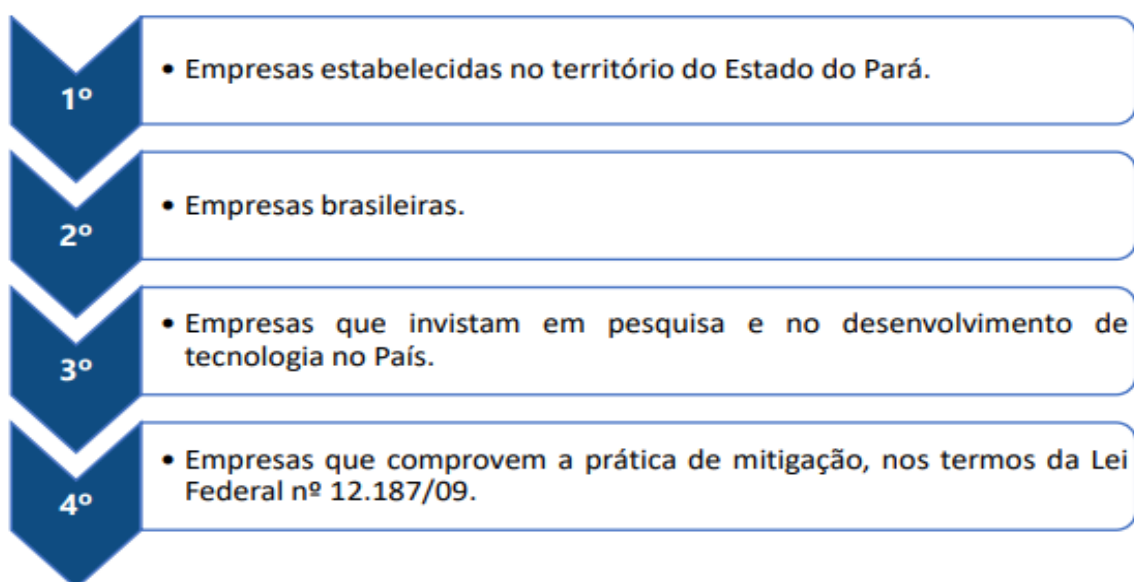 1º
• Empresas estabelecidas no território do Estado do Pará.
2º
• Empresas brasileiras.
3º
• Empresas que invistam em pesquisa e no desenvolvimento de
tecnologia no País.
4º
• Empresas que comprovem a prática de mitigação, nos termos da Lei
Federal nº 12.187/09.